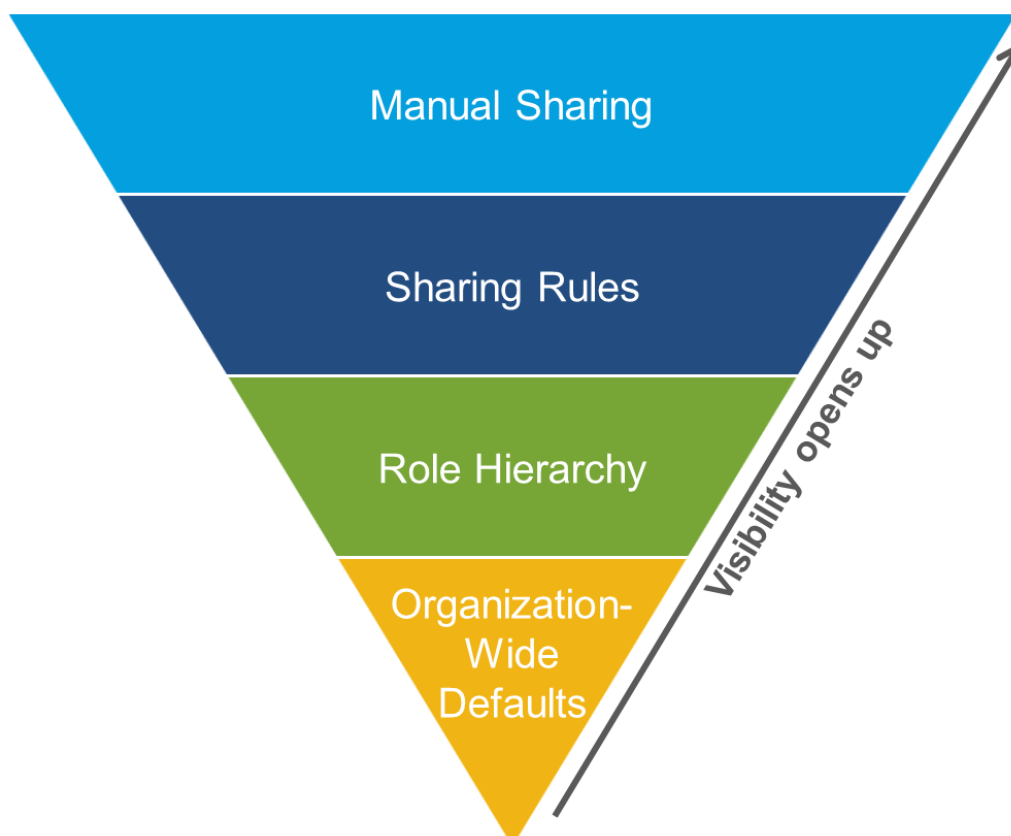 Manual Sharing
Sharing Rules
Role Hierarchy
Organization-
Wide
Defaults
Visibility opens up